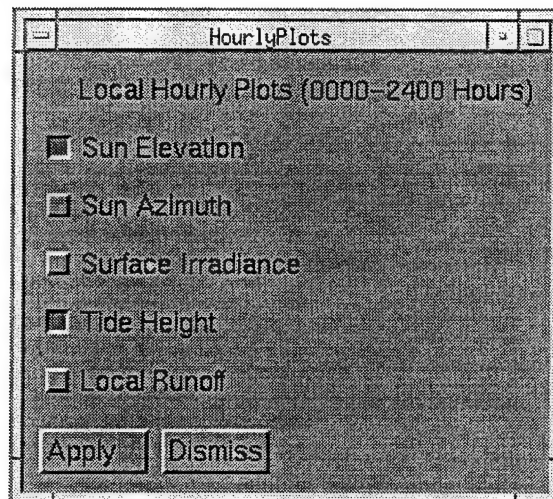 HourlyPlots
Local Hourly Plots (0000-2400 Hours)
Sun Elevation
Sun Azimuth
Surface Irradiance
Tide Height
Local Runoff
Apply Dismiss